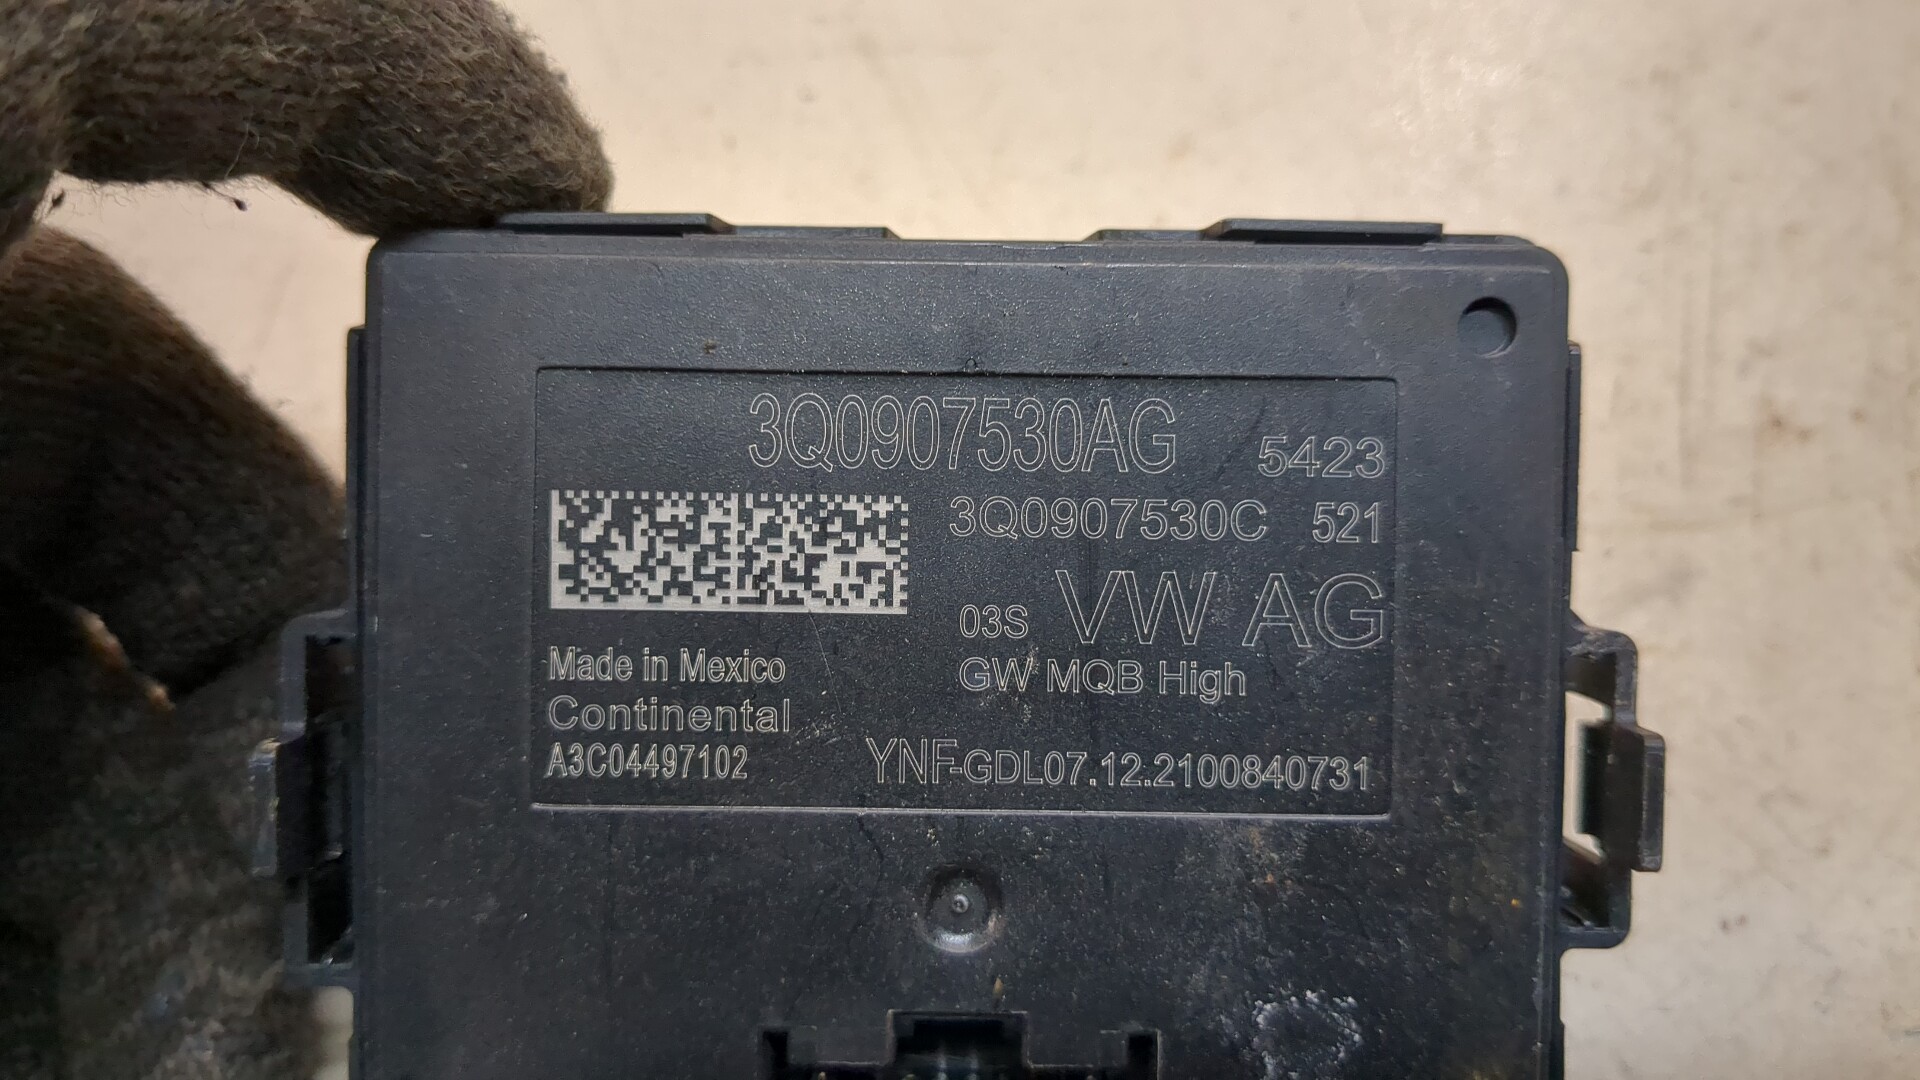 3Q0907530AG 5423
3Q0907530C 521
03S VW AG
GW MQB High
Made in Mexico
Continental
A3C04497102
YNF-GDL07.12.2100840731